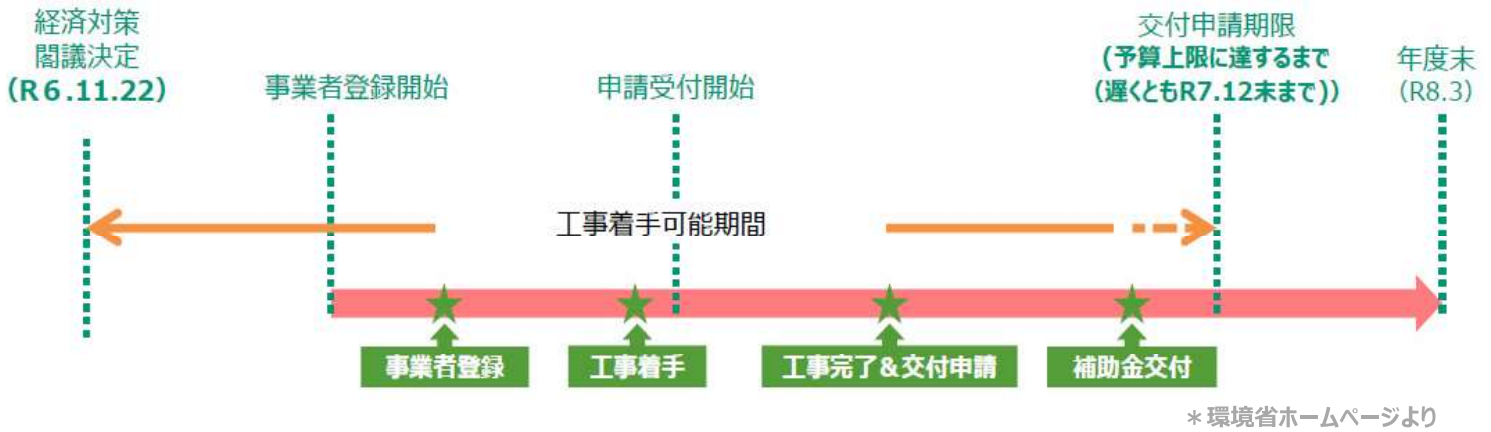 経済対策
閣議決定
(R6.11.22)
事業者登録開始
申請受付開始
交付申請期限
(予算上限に達するまで
(遅くともR7.12末まで))
年度末
(R8.3)
工事着手可能期間
事業者登録
工事着手
工事完了＆交付申請
補助金交付
＊環境省ホームページより